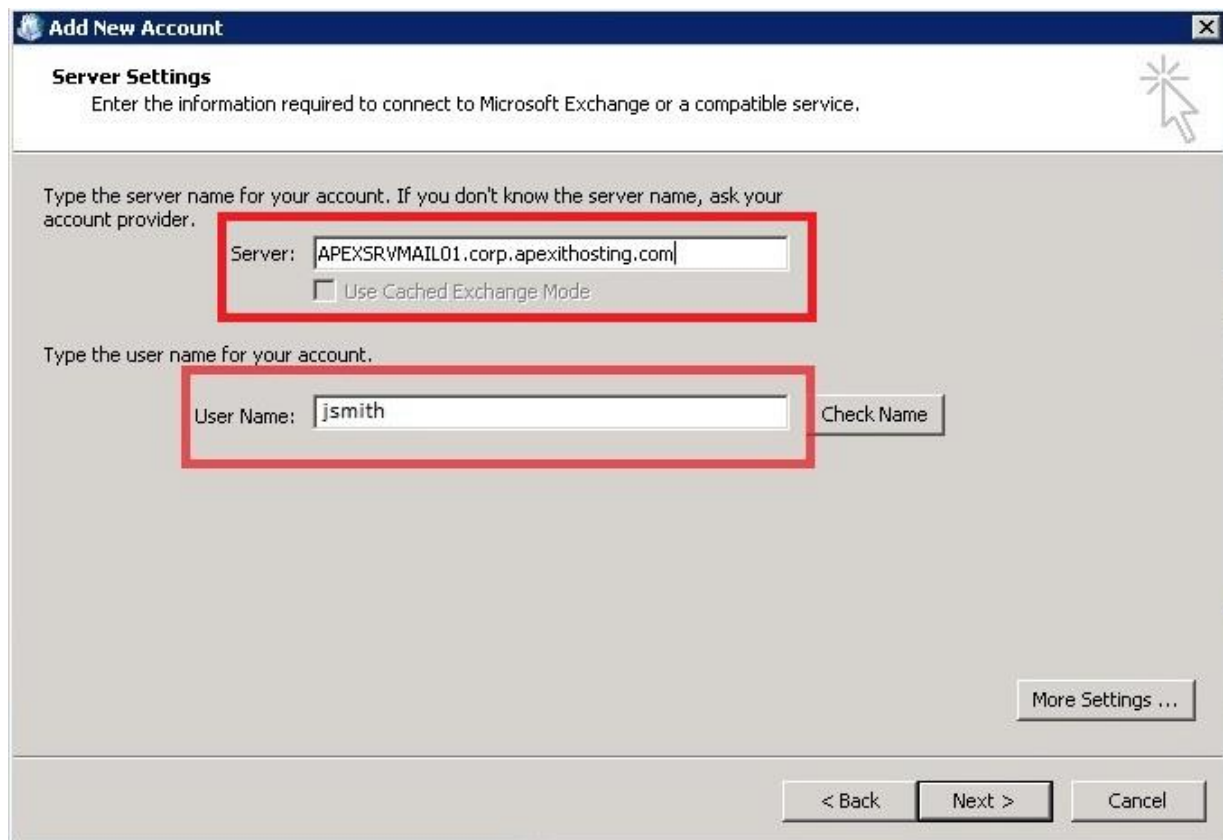 Add New Account
Server Settings
Enter the information required to connect to Microsoft Exchange or a compatible service.
Type the server name for your account. If you don't know the server name, ask your
account provider.
Server: APEXSRVMAIL01.corp.apexithosting.com
Use Cached Exchange Mode
Type the user name for your account.
User Name: jsmith Check Name
More Settings ...
< Back Next > Cancel